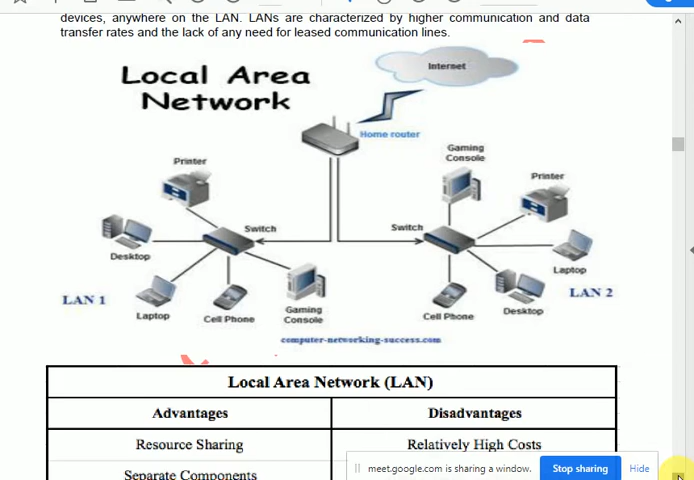 devices, anywhere on the LAN. LANs are characterized by higher communication and data
transfer rates and the lack of any need for leased communication lines.
Local Area
Network
Internet
Home router
Printer
Switch
Desktop
LAN 1
Laptop
Cell Phone
Gaming
Console
Gaming
Console
Printer
Switch
Laptop
LAN 2
Desktop
Cell Phone
computer-networking-success.com
Local Area Network (LAN)
Advantages
Disadvantages
Resource Sharing
Relatively High Costs
Separate Components
meet.google.com is sharing a window.
Stop sharing
Hide